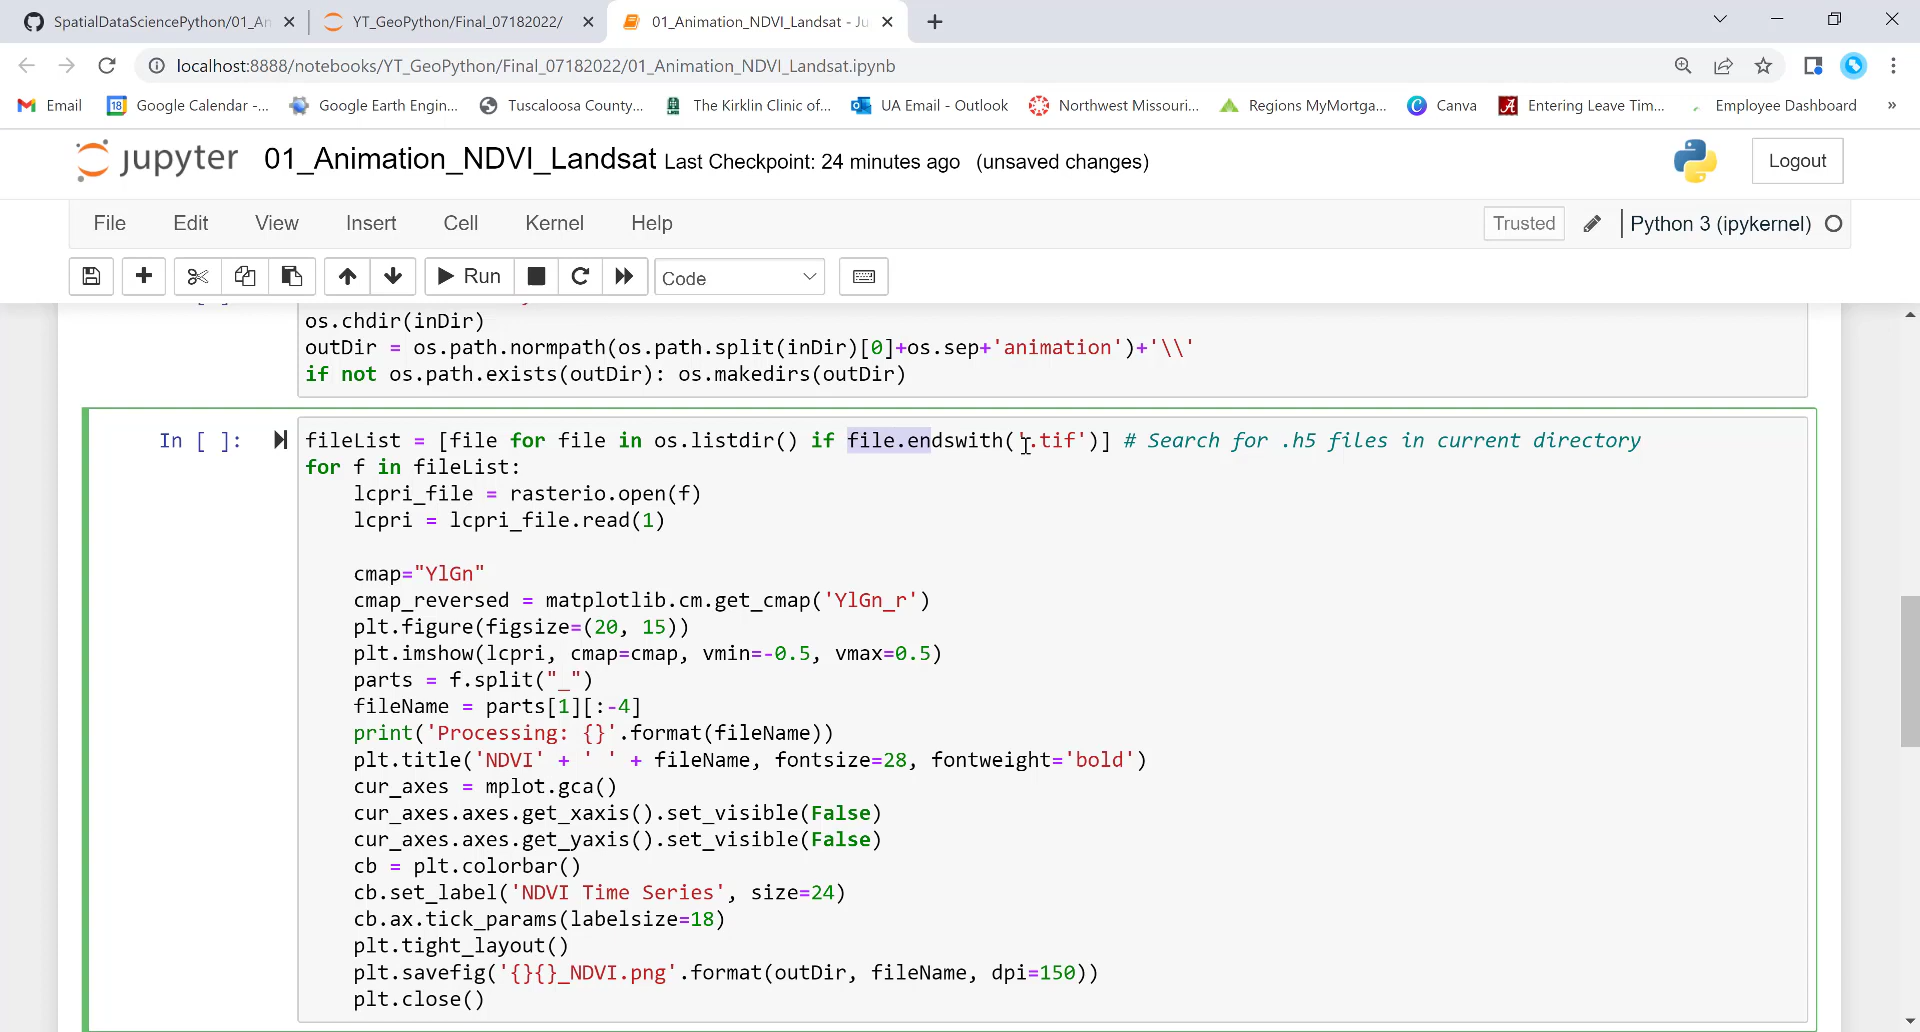 SpatialDataSciencePython/01_An
YT_GeoPython/Final_07182022/
01_Animation_NDVI_Landsat - Ju
localhost:8888/notebooks/YT_GeoPython/Final_07182022/01_Animation_NDVI_Landsat.ipynb
Email
18 Google Calendar -...
Google Earth Engin...
Tuscaloosa County...
The Kirklin Clinic of...
UA Email - Outlook
Northwest Missouri...
Regions MyMortga...
Canva
Entering Leave Tim...
Employee Dashboard
»
jupyter 01_Animation_NDVI_Landsat Last Checkpoint: 24 minutes ago (unsaved changes)
Logout
File Edit View Insert Cell Kernel Help
Trusted Python 3 (ipykernel)
Run Code
os.chdir(inDir)
outDir = os.path.normpath(os.path.split(inDir)[0]+os.sep+'animation')+'\\'
if not os.path.exists(outDir): os.makedirs(outDir)
In [ ]: fileList = [file for file in os.listdir() if file.endswith('.tif')] # Search for .h5 files in current directory
for f in fileList:
lcpri_file = rasterio.open(f)
lcpri = lcpri_file.read(1)
cmap="YlGn"
cmap_reversed = matplotlib.cm.get_cmap('YlGn_r')
plt.figure(figsize=(20, 15))
plt.imshow(lcpri, cmap=cmap, vmin=-0.5, vmax=0.5)
parts = f.split("_")
fileName = parts[1][:-4]
print('Processing: {}'.format(fileName))
plt.title('NDVI' + ' ' + fileName, fontsize=28, fontweight='bold')
cur_axes = mplot.gca()
cur_axes.axes.get_xaxis().set_visible(False)
cur_axes.axes.get_yaxis().set_visible(False)
cb = plt.colorbar()
cb.set_label('NDVI Time Series', size=24)
cb.ax.tick_params(labelsize=18)
plt.tight_layout()
plt.savefig('{}{}_NDVI.png'.format(outDir, fileName, dpi=150))
plt.close()